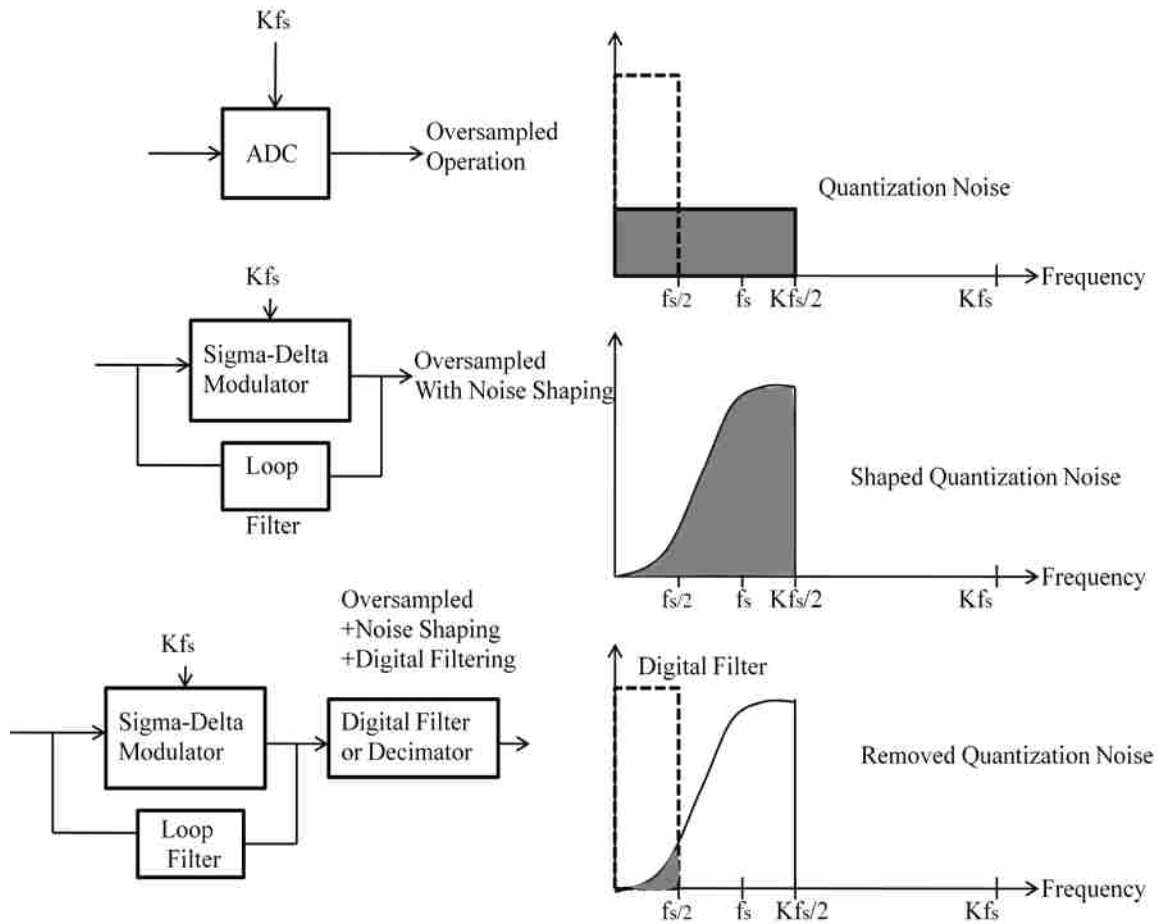 Kfs
ADC
Oversampled
Operation
Quantization Noise
Frequency
fs/2
fs
Kfs/2
Kfs
Kfs
Sigma-Delta
Modulator
Oversampled
With Noise Shaping
Loop
Filter
Shaped Quantization Noise
Frequency
fs/2
fs
Kfs/2
Kfs
Oversampled
+Noise Shaping
+Digital Filtering
Kfs
Sigma-Delta
Modulator
Digital Filter
or Decimator
Loop
Filter
Digital Filter
Removed Quantization Noise
Frequency
fs/2
fs
Kfs/2
Kfs